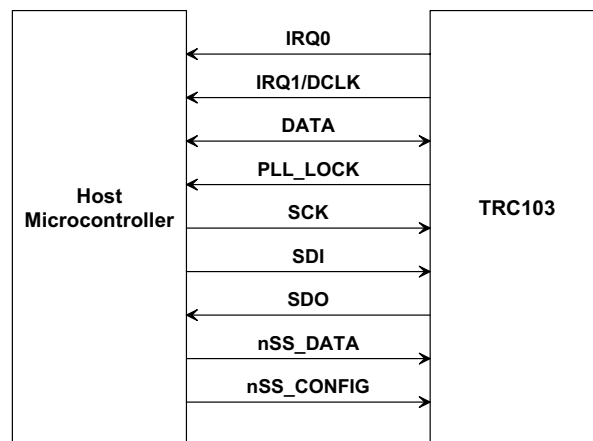 IRQ0
IRQ1/DCLK
DATA
PLL_LOCK
Host
Microcontroller
SCK
TRC103
SDI
SDO
nSS_DATA
nSS_CONFIG